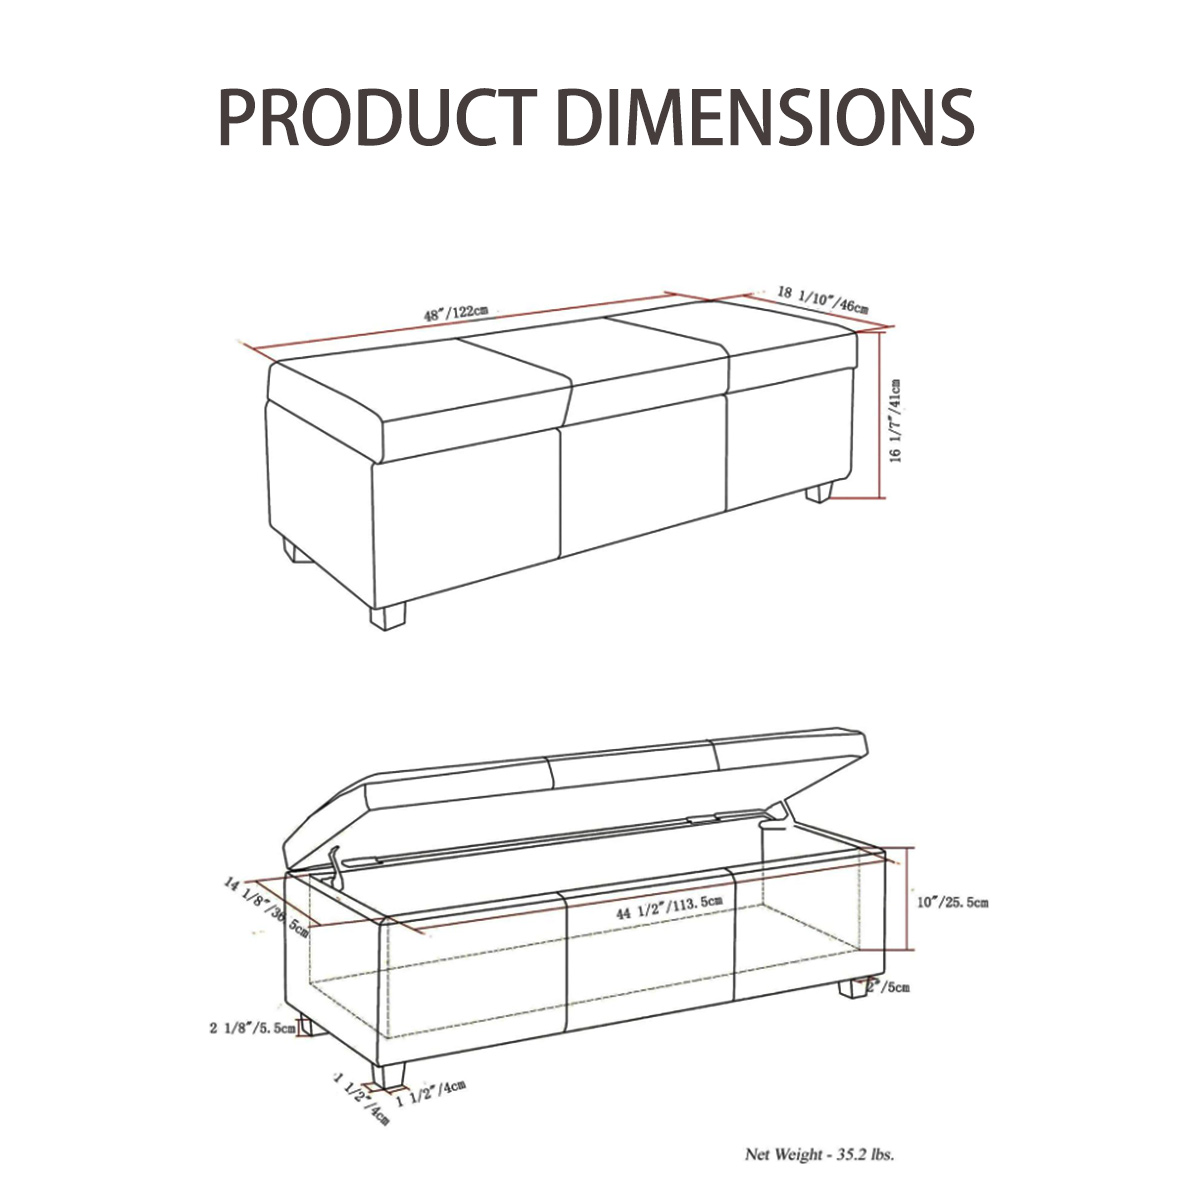 PRODUCT DIMENSIONS
48"/122cm
18 1/10"/46cm
16 1/7"/41cm
14 1/8"/36.5cm
44 1/2"/113.5cm
10"/25.5cm
2"/5cm
2 1/8"/5.5cm
1 1/2"/4cm
1 1/2"/4cm
Net Weight - 35.2 lbs.